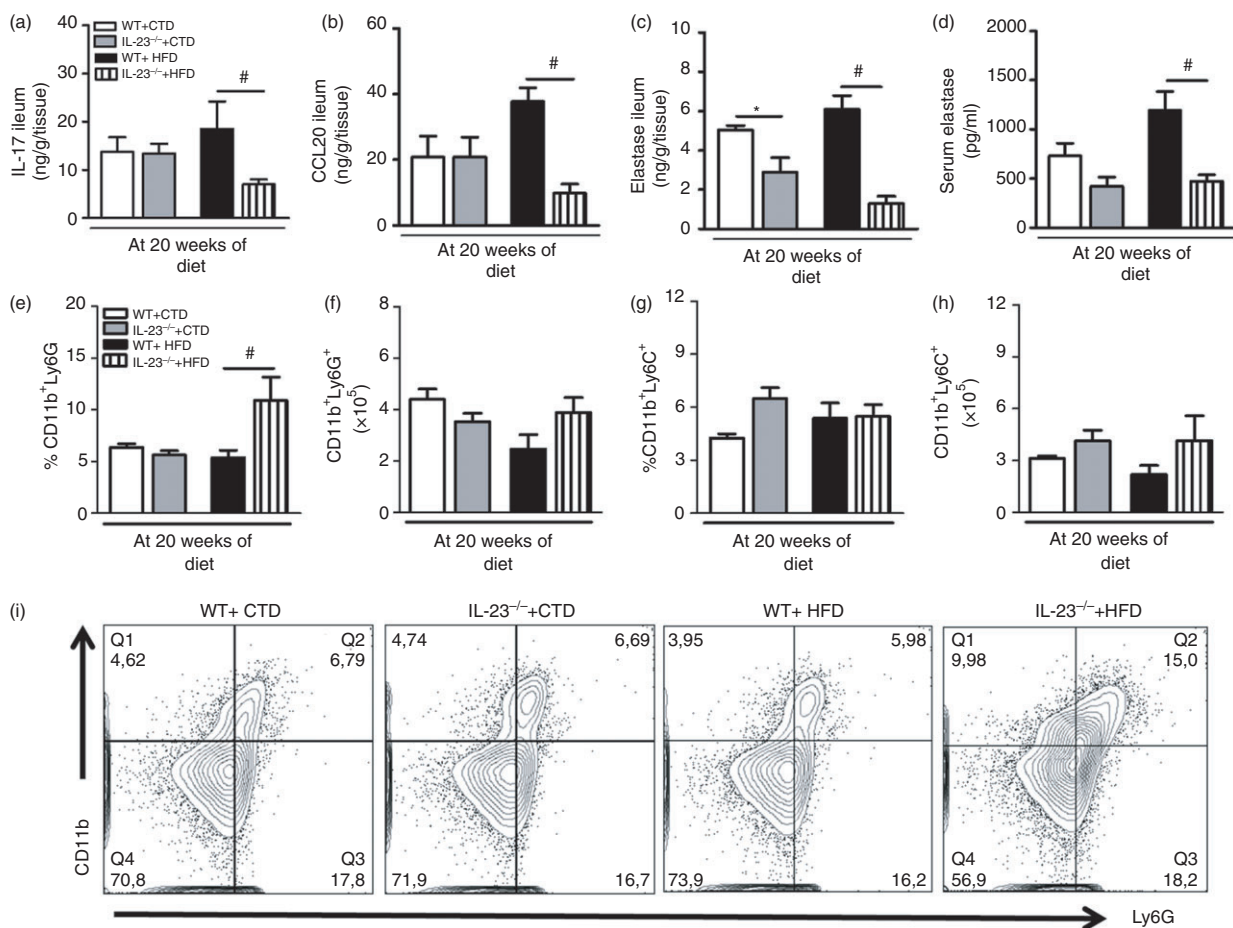 (a)
IL-17 ileum
(ng/g/tissue)
40
30
20
10
0
WT+CTD
IL-23⁻/⁻+CTD
WT+ HFD
IL-23⁻/⁻+HFD
#
At 20 weeks of
diet
(b)
CCL20 ileum
(ng/g/tissue)
60
40
20
0
#
At 20 weeks of
diet
(c)
Elastase ileum
(ng/g/tissue)
10
8
6
4
2
0
*
#
At 20 weeks of
diet
(d)
Serum elastase
(pg/ml)
2000
1500
1000
500
0
#
At 20 weeks of
diet
(e)
% CD11b⁺Ly6G
20
15
10
5
0
WT+CTD
IL-23⁻/⁻+CTD
WT+ HFD
IL-23⁻/⁻+HFD
#
At 20 weeks of
diet
(f)
CD11b⁺Ly6G⁺
(×10⁵)
8
6
4
2
0
At 20 weeks of
diet
(g)
%CD11b⁺Ly6C⁺
12
9
6
3
0
At 20 weeks of
diet
(h)
CD11b⁺Ly6C⁺
(×10⁵)
12
9
6
3
0
At 20 weeks of
diet
(i)
WT+ CTD
Q1
4,62
Q2
6,79
Q4
70,8
Q3
17,8
IL-23⁻/⁻+CTD
4,74
6,69
71,9
16,7
WT+ HFD
3,95
5,98
73,9
16,2
IL-23⁻/⁻+HFD
Q1
9,98
Q2
15,0
Q4
56,9
Q3
18,2
CD11b
Ly6G